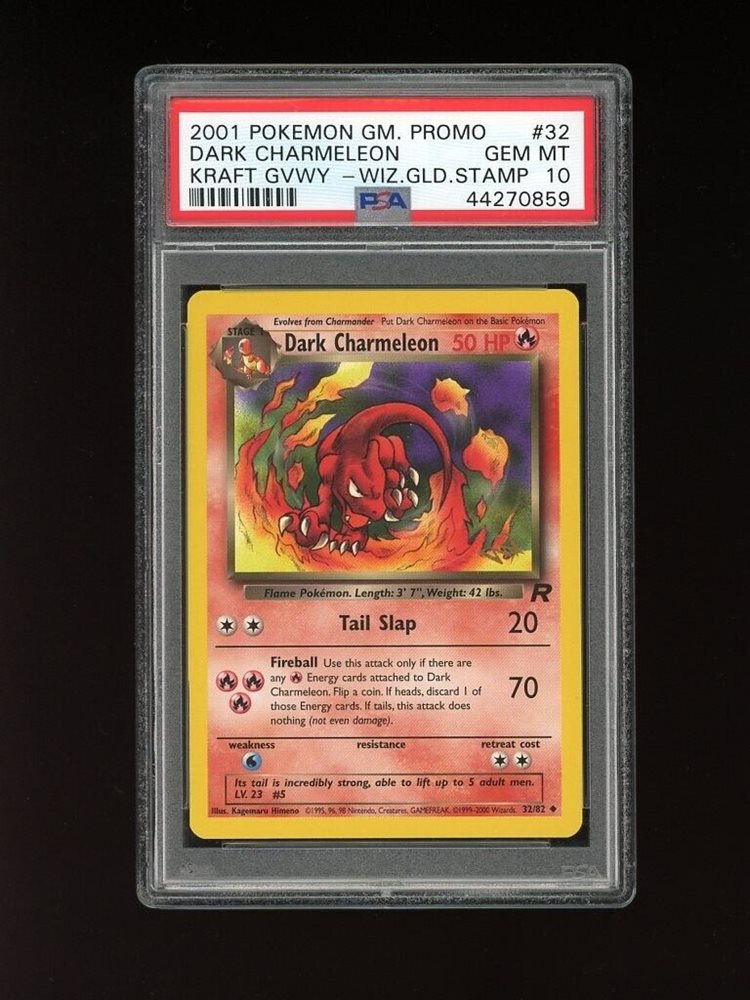 2001 POKEMON GM. PROMO #32
DARK CHARMELEON GEM MT
KRAFT GVWY -WIZ.GLD.STAMP 10
PSA 44270859
Evolves from Charmander Put Dark Charmeleon on the Basic Pokémon
STAGE 1
Dark Charmeleon 50 HP
Flame Pokémon. Length: 3' 7", Weight: 42 lbs.
R
Tail Slap 20
Fireball Use this attack only if there are
any Energy cards attached to Dark
Charmeleon. Flip a coin. If heads, discard 1 of
those Energy cards. If tails, this attack does
nothing (not even damage).
70
weakness resistance retreat cost
Its tail is incredibly strong, able to lift up to 5 adult men.
LV. 23 #5
Illus. Kagemaru Himeno ©1995, 96, 98 Nintendo, Creatures, GAMEFREAK. ©1999-2000 Wizards. 32/82
PSA